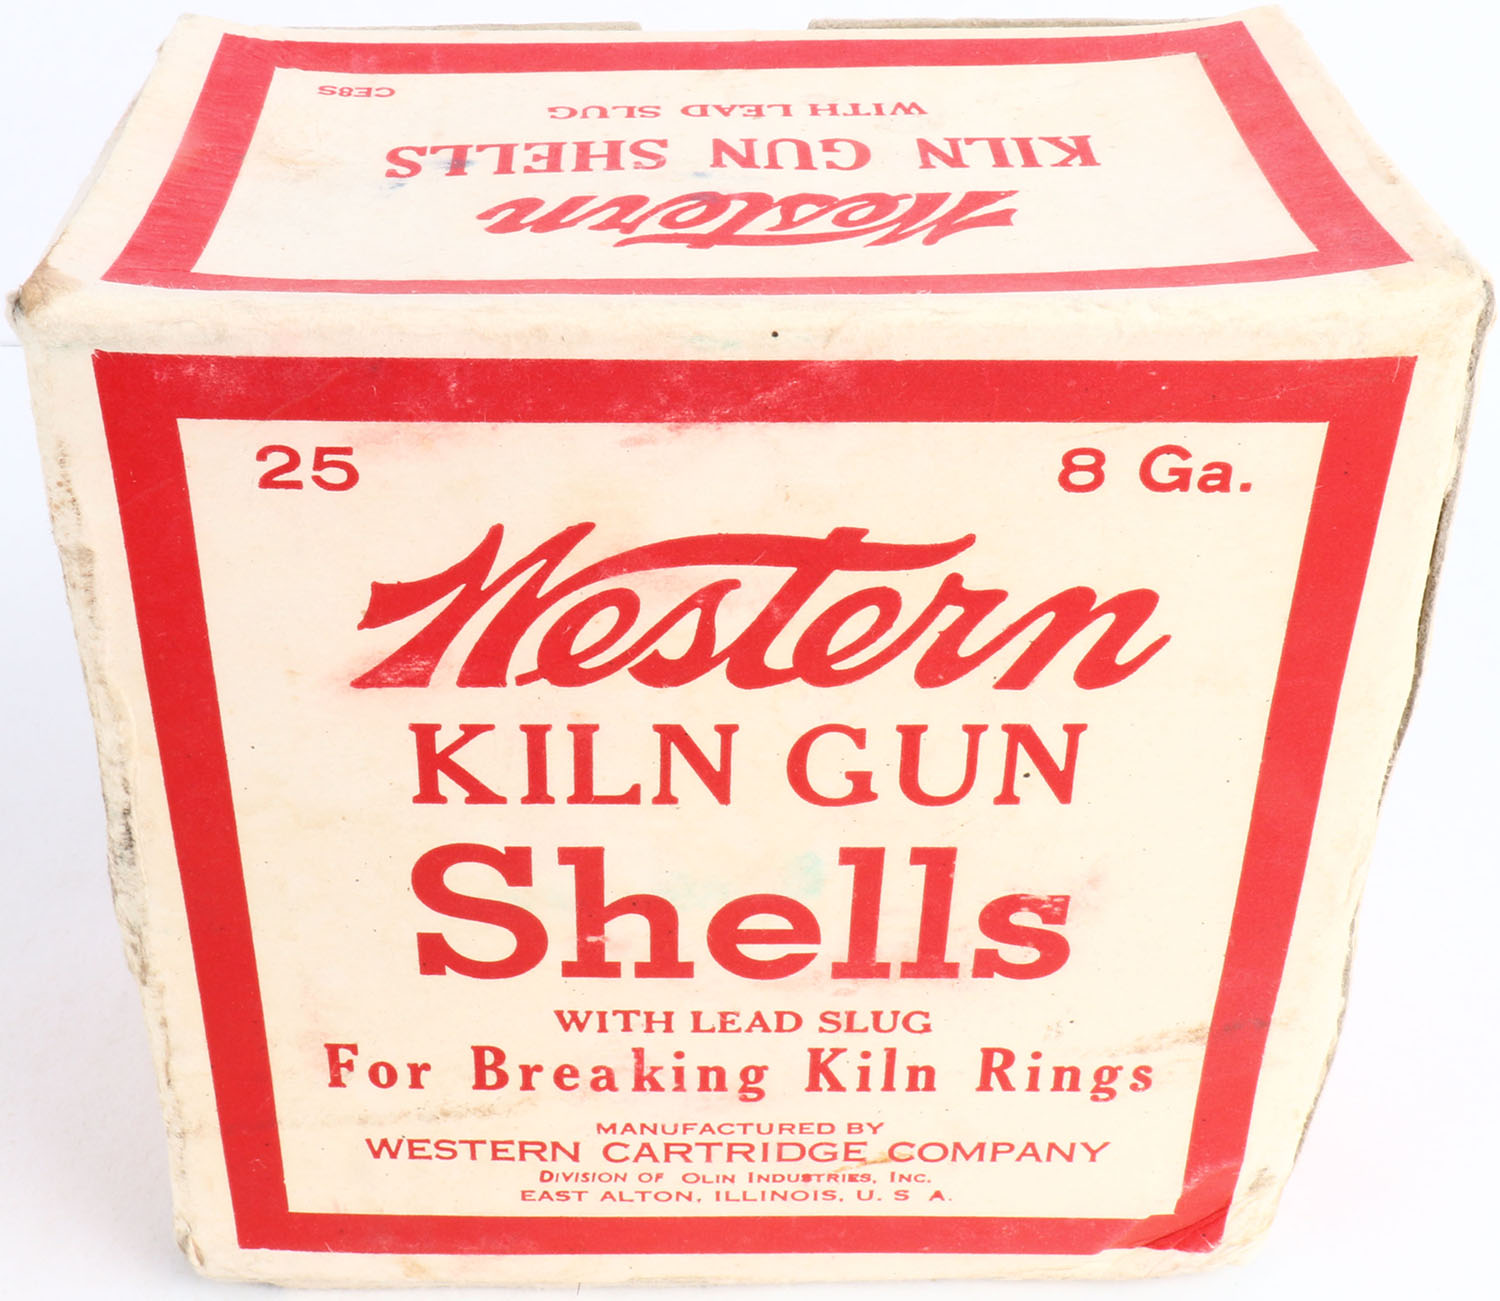 CE8S
WITH LEAD SLUG
KILN GUN SHELLS
Western
25 8 Ga.
Western
KILN GUN
Shells
WITH LEAD SLUG
For Breaking Kiln Rings
MANUFACTURED BY
WESTERN CARTRIDGE COMPANY
DIVISION OF OLIN INDUSTRIES, INC.
EAST ALTON, ILLINOIS, U. S A.